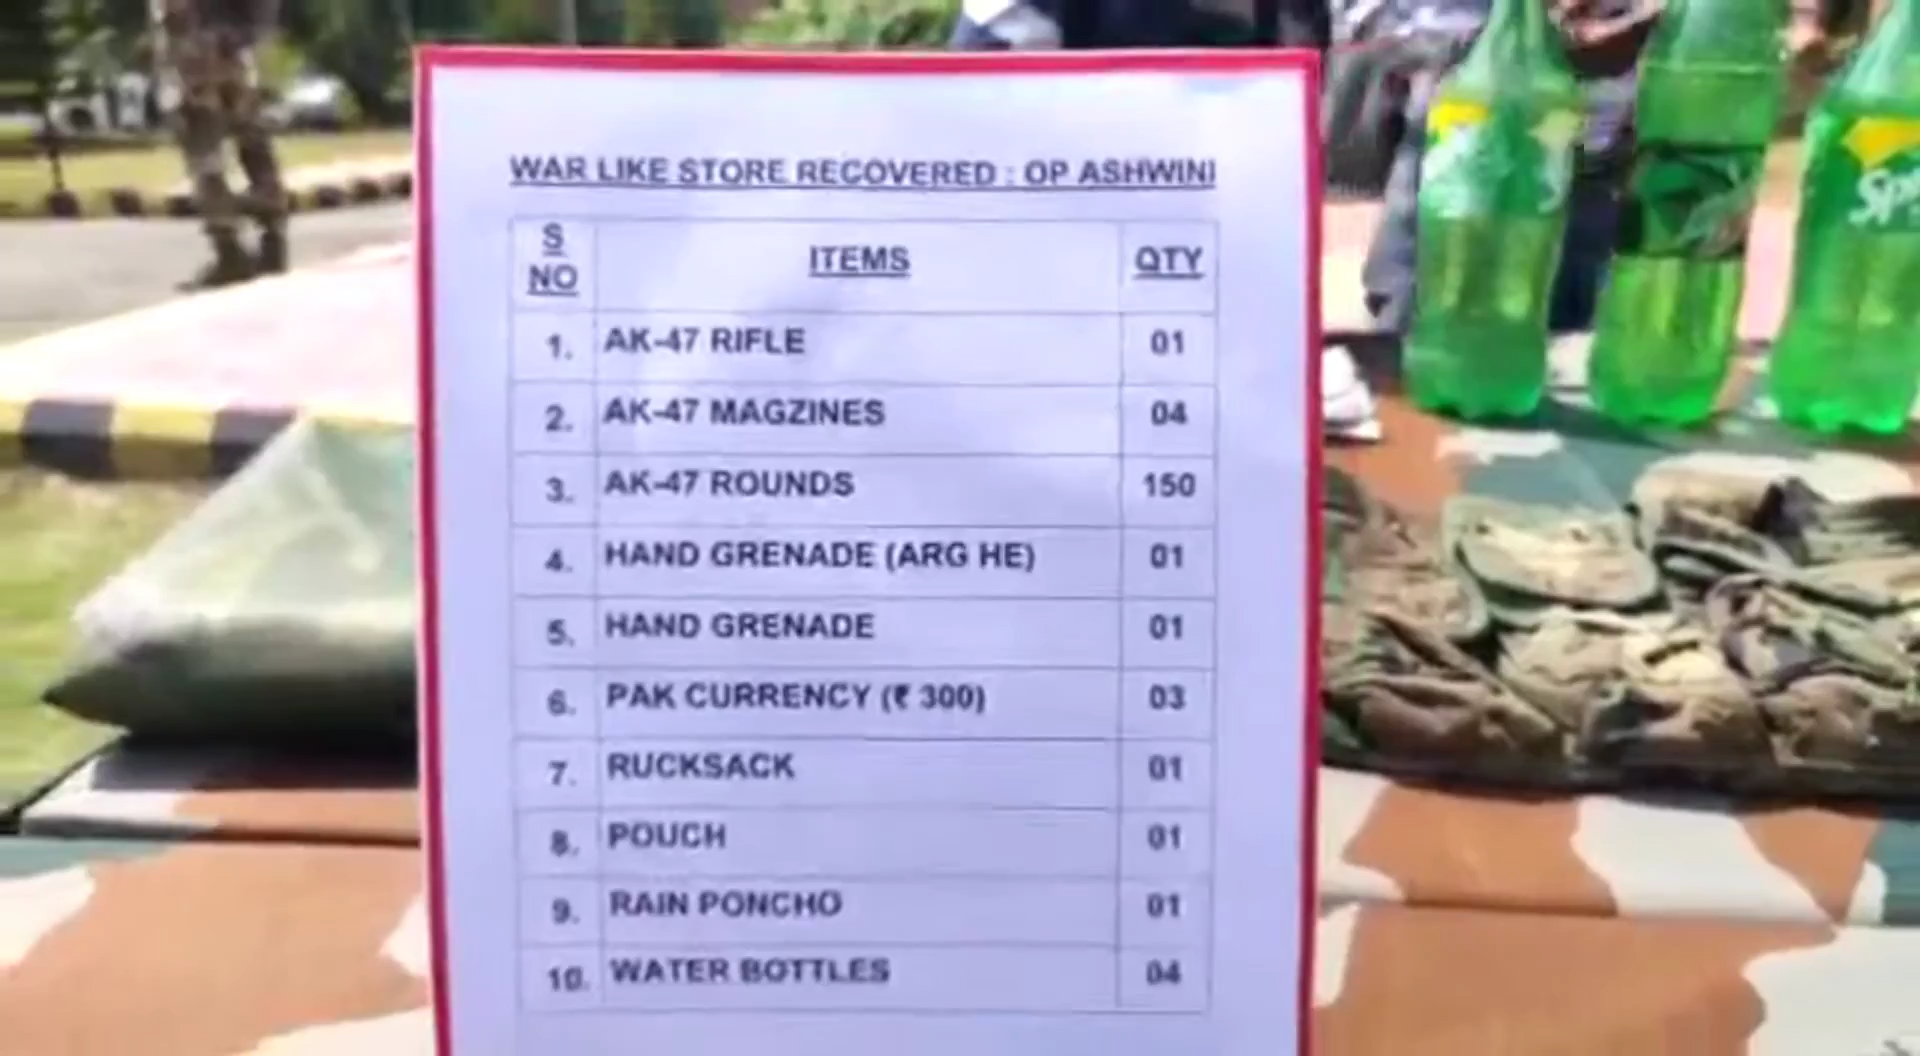 WAR LIKE STORE RECOVERED : OP ASHWINI
S NO ITEMS QTY
1. AK-47 RIFLE 01
2. AK-47 MAGZINES 04
3. AK-47 ROUNDS 150
4. HAND GRENADE (ARG HE) 01
5. HAND GRENADE 01
6. PAK CURRENCY (₹ 300) 03
7. RUCKSACK 01
8. POUCH 01
9. RAIN PONCHO 01
10. WATER BOTTLES 04